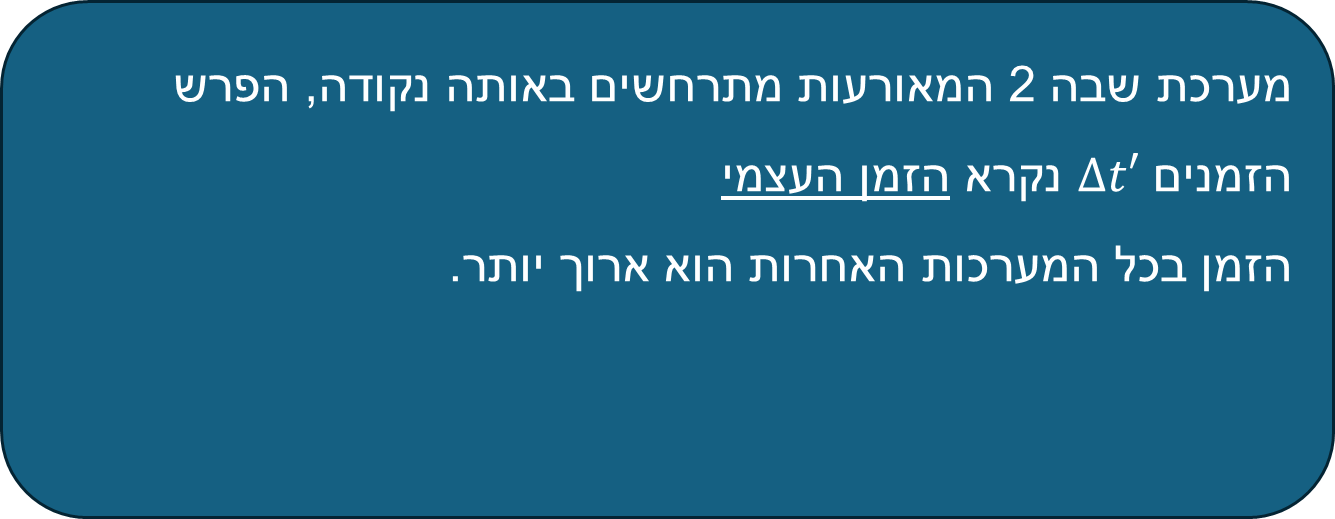 מערכת שבה 2 המאורעות מתרחשים באותה נקודה, הפרש
הזמנים Δt′ נקרא הזמן העצמי
הזמן בכל המערכות האחרות הוא ארוך יותר.